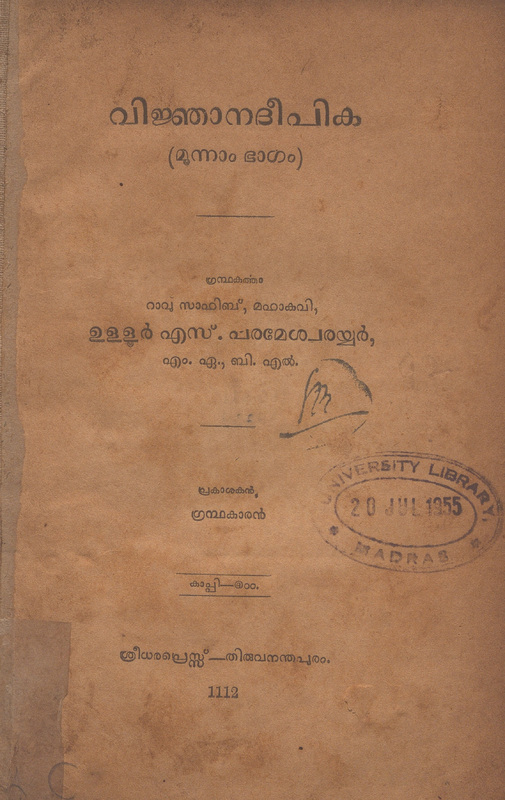 വിജ്ഞാനദീപിക
(മൂന്നാം ഭാഗം)
ഗ്രന്ഥകർത്താ
റാവു സാഹിബ്, മഹാകവി,
ഉള്ളൂർ എസ്. പരമേശ്വരയ്യർ,
എം. ഏ., ബി. എൽ.
പ്രകാശകൻ,
ഗ്രന്ഥകാരൻ
UNIVERSITY LIBRARY,
20 JUL 1955
* MADRAS *
കാപ്പി—൫൦൦.
ശ്രീധരപ്രെസ്സ്—തിരുവനന്തപുരം.
1112